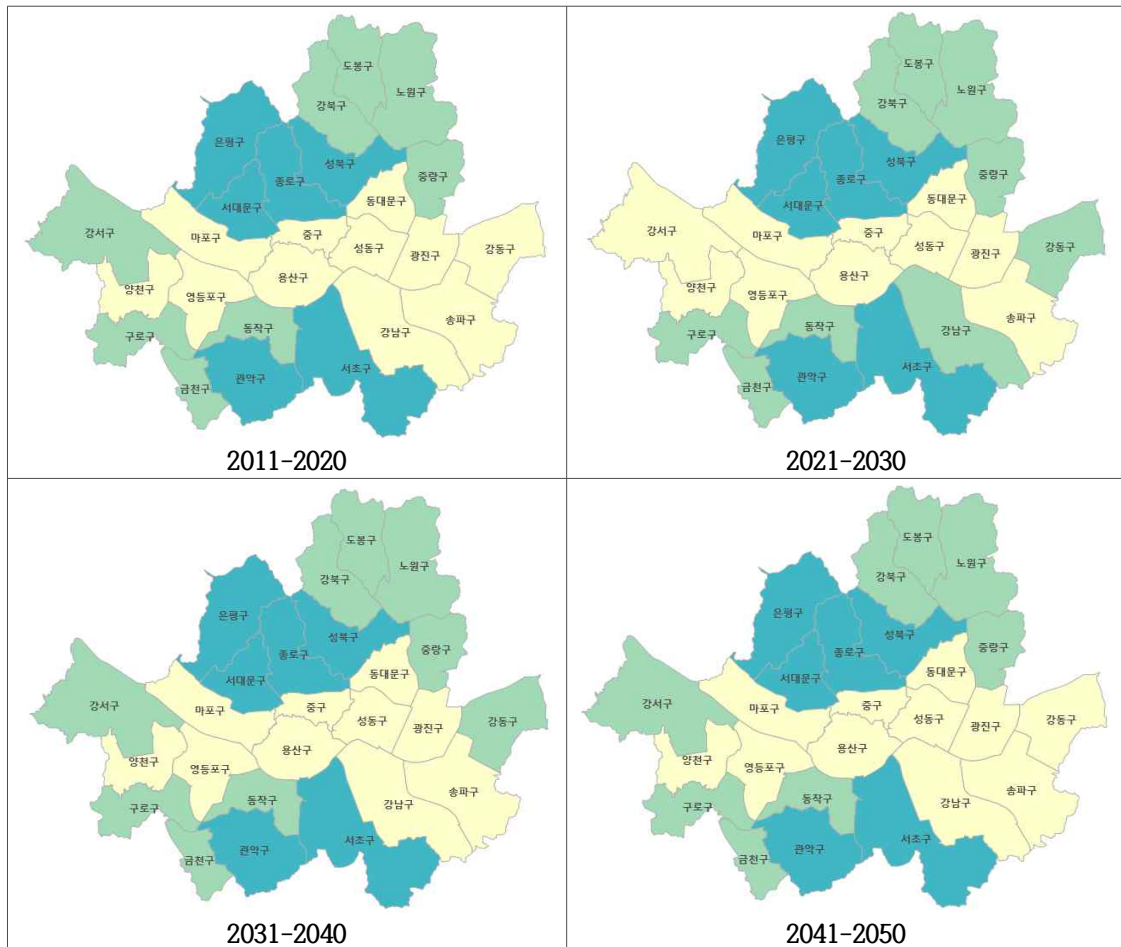 도봉구
노원구
강북구
은평구
성북구
종로구
중랑구
서대문구
동대문구
강서구
마포구
중구
성동구
광진구
강동구
용산구
양천구
영등포구
송파구
구로구
동작구
강남구
서초구
관악구
금천구
2011-2020
도봉구
노원구
강북구
은평구
성북구
종로구
중랑구
서대문구
동대문구
강서구
마포구
중구
성동구
광진구
강동구
용산구
양천구
영등포구
송파구
구로구
동작구
강남구
서초구
관악구
금천구
2021-2030
도봉구
노원구
강북구
은평구
성북구
종로구
중랑구
서대문구
동대문구
강서구
마포구
중구
성동구
광진구
강동구
용산구
양천구
영등포구
송파구
구로구
동작구
강남구
서초구
관악구
금천구
2031-2040
도봉구
노원구
강북구
은평구
성북구
종로구
중랑구
서대문구
동대문구
강서구
마포구
중구
성동구
광진구
강동구
용산구
양천구
영등포구
송파구
구로구
동작구
강남구
서초구
관악구
금천구
2041-2050